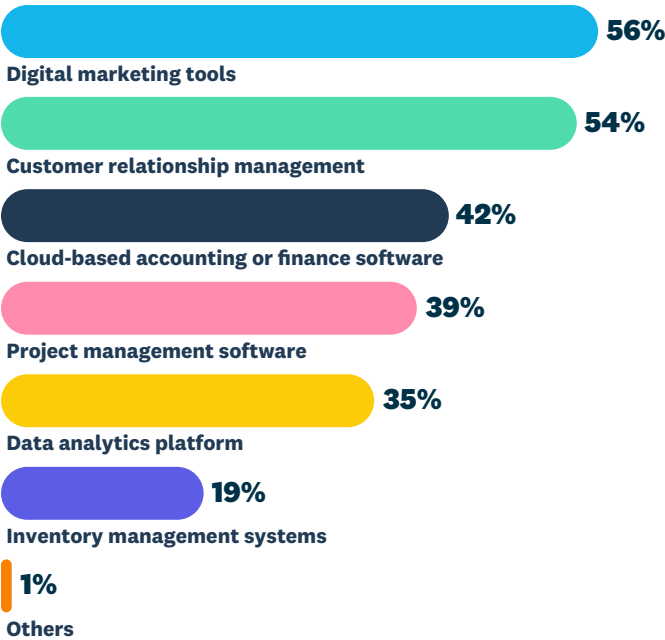 56%
Digital marketing tools
54%
Customer relationship management
42%
Cloud-based accounting or finance software
39%
Project management software
35%
Data analytics platform
19%
Inventory management systems
1%
Others